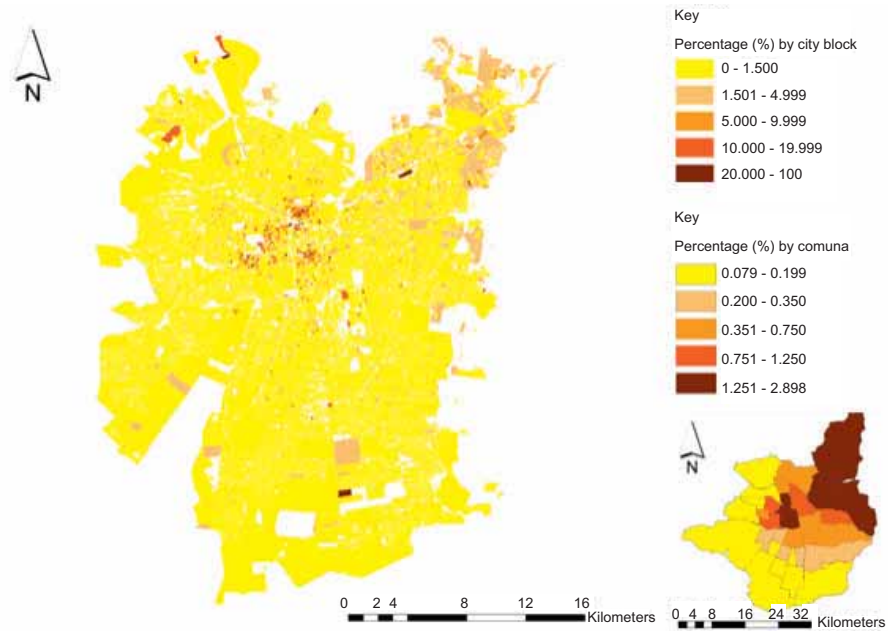 N
Key
Percentage (%) by city block
0 - 1.500
1.501 - 4.999
5.000 - 9.999
10.000 - 19.999
20.000 - 100
Key
Percentage (%) by comuna
0.079 - 0.199
0.200 - 0.350
0.351 - 0.750
0.751 - 1.250
1.251 - 2.898
N
0 2 4 8 12 16
Kilometers
0 4 8 16 24 32
Kilometers